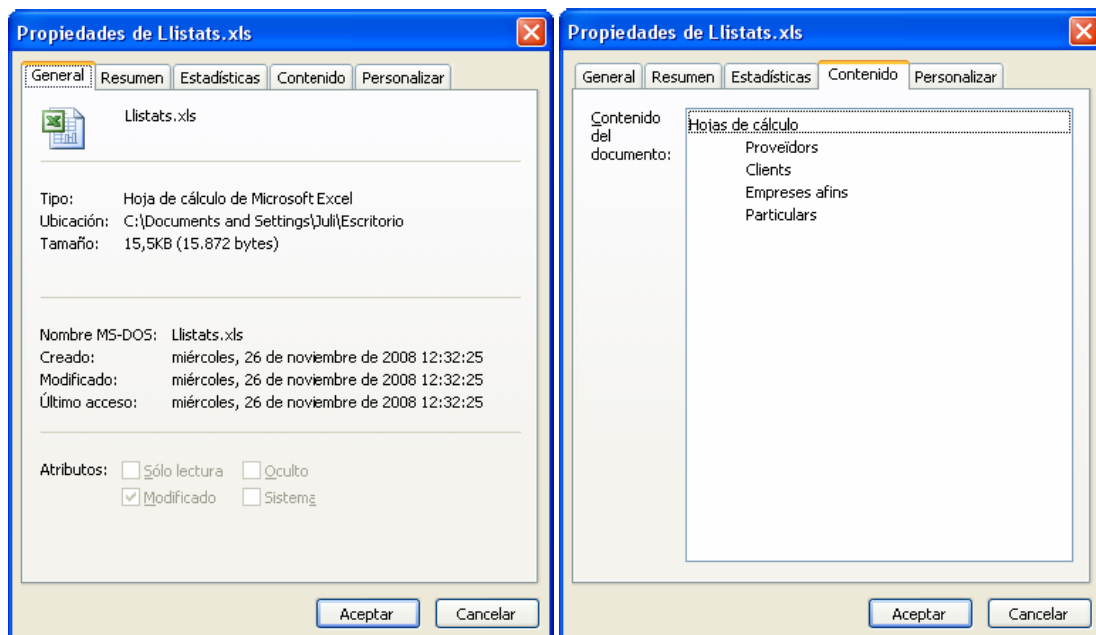 Propiedades de Llistats.xls
General Resumen Estadísticas Contenido Personalizar
Llistats.xls
Tipo: Hoja de cálculo de Microsoft Excel
Ubicación: C:\Documents and Settings\Juli\Escritorio
Tamaño: 15,5KB (15.872 bytes)
Nombre MS-DOS: Llistats.xls
Creado: miércoles, 26 de noviembre de 2008 12:32:25
Modificado: miércoles, 26 de noviembre de 2008 12:32:25
Último acceso: miércoles, 26 de noviembre de 2008 12:32:25
Atributos: Sólo lectura Oculto
Modificado Sistema
Aceptar Cancelar
Propiedades de Llistats.xls
General Resumen Estadísticas Contenido Personalizar
Contenido
del
documento:
Hojas de cálculo
Proveïdors
Clients
Empreses afins
Particulars
Aceptar Cancelar